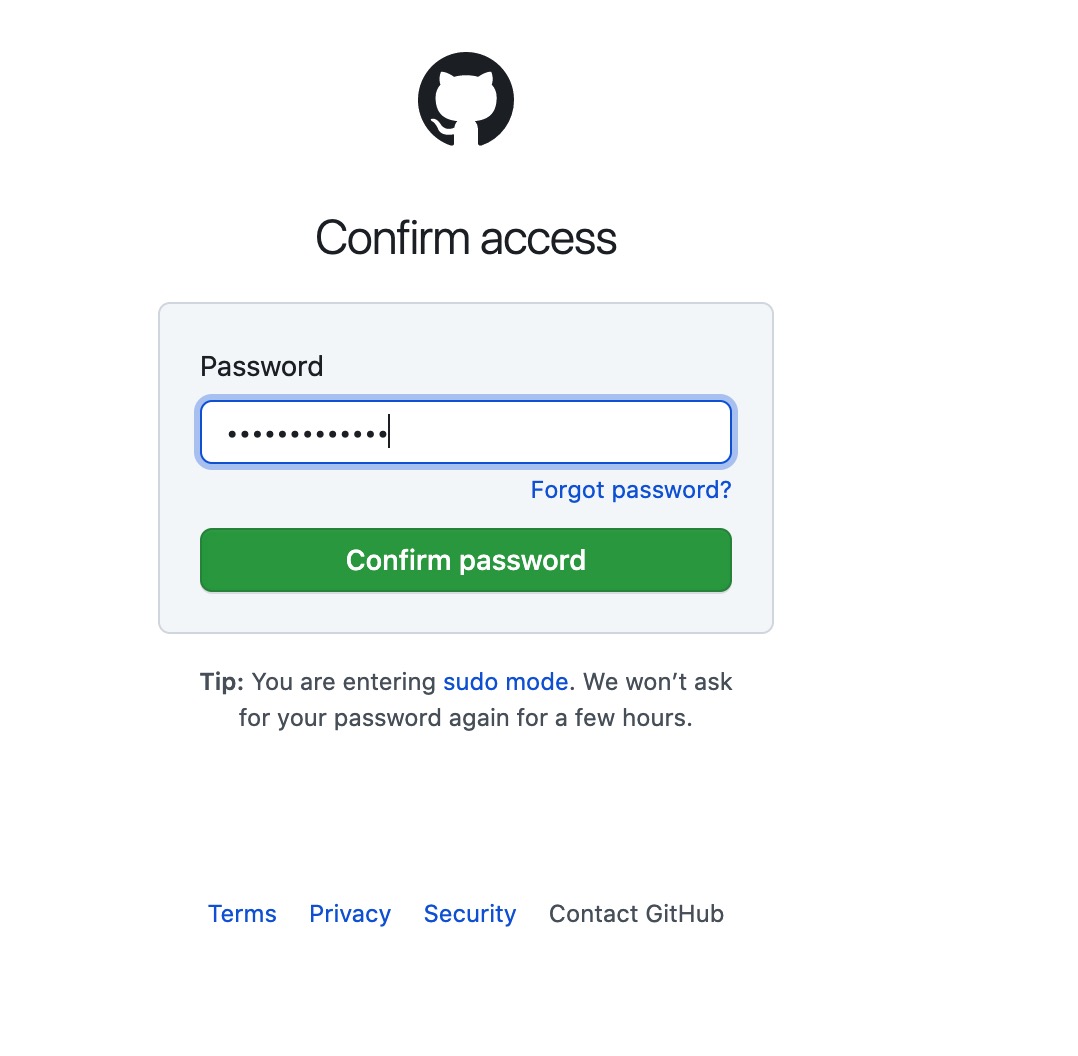 Confirm access
Password
•••••••••••••
Forgot password?
Confirm password
Tip: You are entering sudo mode. We won’t ask
for your password again for a few hours.
Terms Privacy Security Contact GitHub